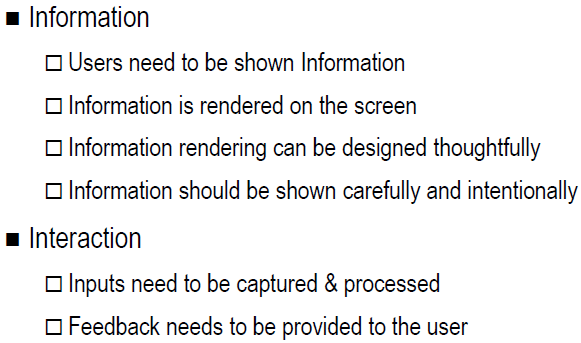 ■ Information
□ Users need to be shown Information
□ Information is rendered on the screen
□ Information rendering can be designed thoughtfully
□ Information should be shown carefully and intentionally
■ Interaction
□ Inputs need to be captured & processed
□ Feedback needs to be provided to the user